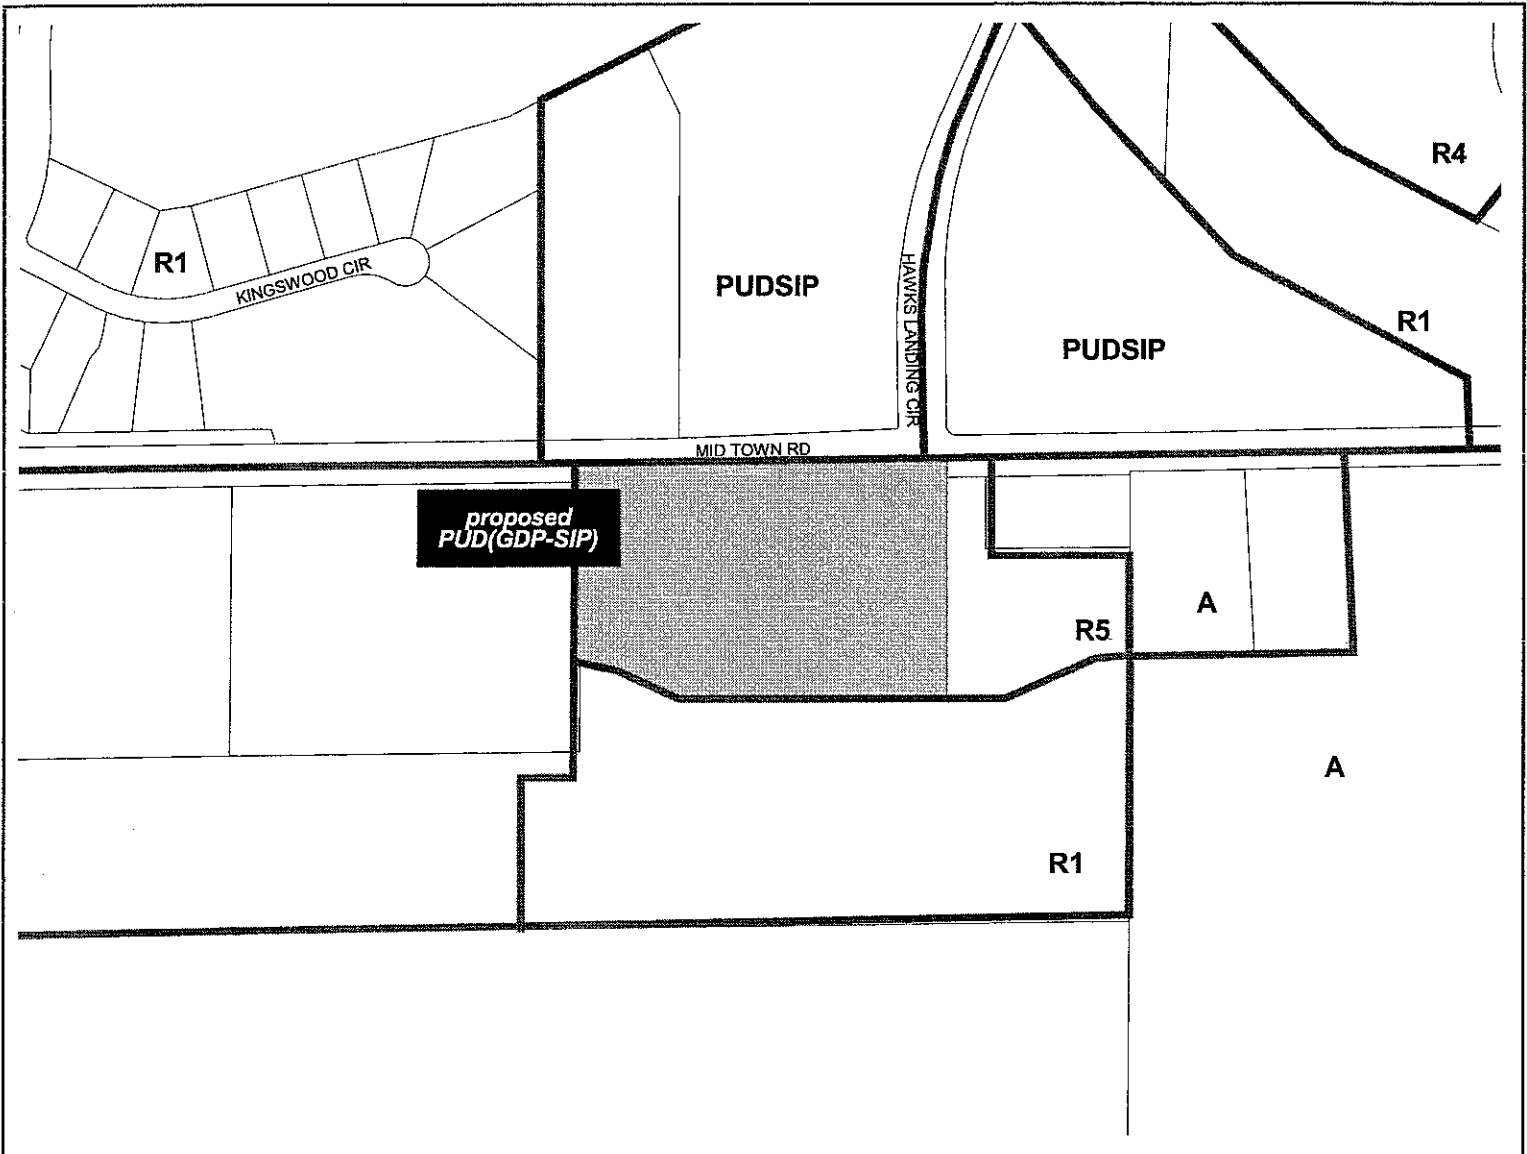 R4
R1
KINGSWOOD CIR
PUDSIP
HAWKS LANDING CIR
R1
PUDSIP
MID TOWN RD
proposed
PUD(GDP-SIP)
A
R5
A
R1